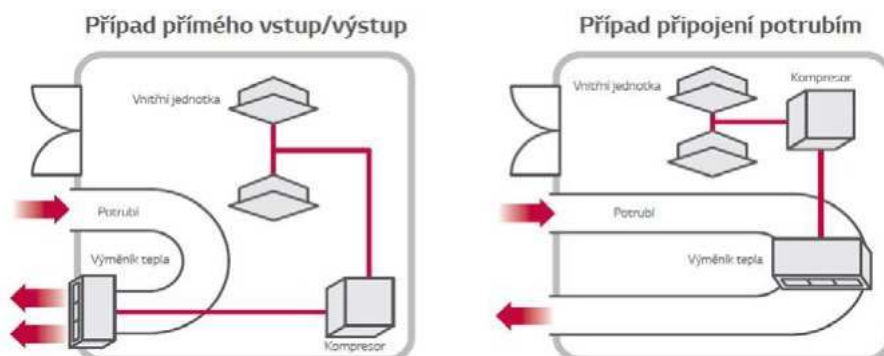 Případ přímého vstup/výstup
Vnitřní jednotka
Potrubí
Výměník tepla
Kompresor
Případ připojení potrubím
Kompresor
Vnitřní jednotka
Potrubí
Výměník tepla